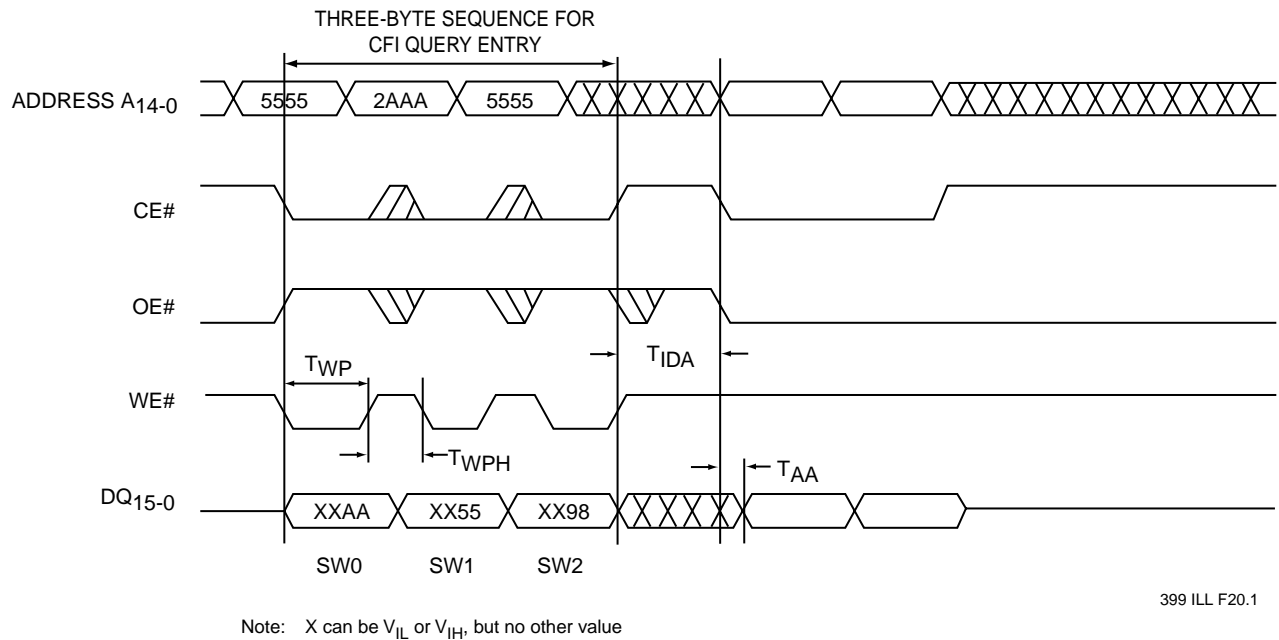 THREE-BYTE SEQUENCE FOR
CFI QUERY ENTRY
ADDRESS A14-0
5555
2AAA
5555
CE#
OE#
TWP
TIDA
WE#
TWPH
TAA
DQ15-0
XXAA
XX55
XX98
SW0
SW1
SW2
399 ILL F20.1
Note: X can be VIL or VIH, but no other value